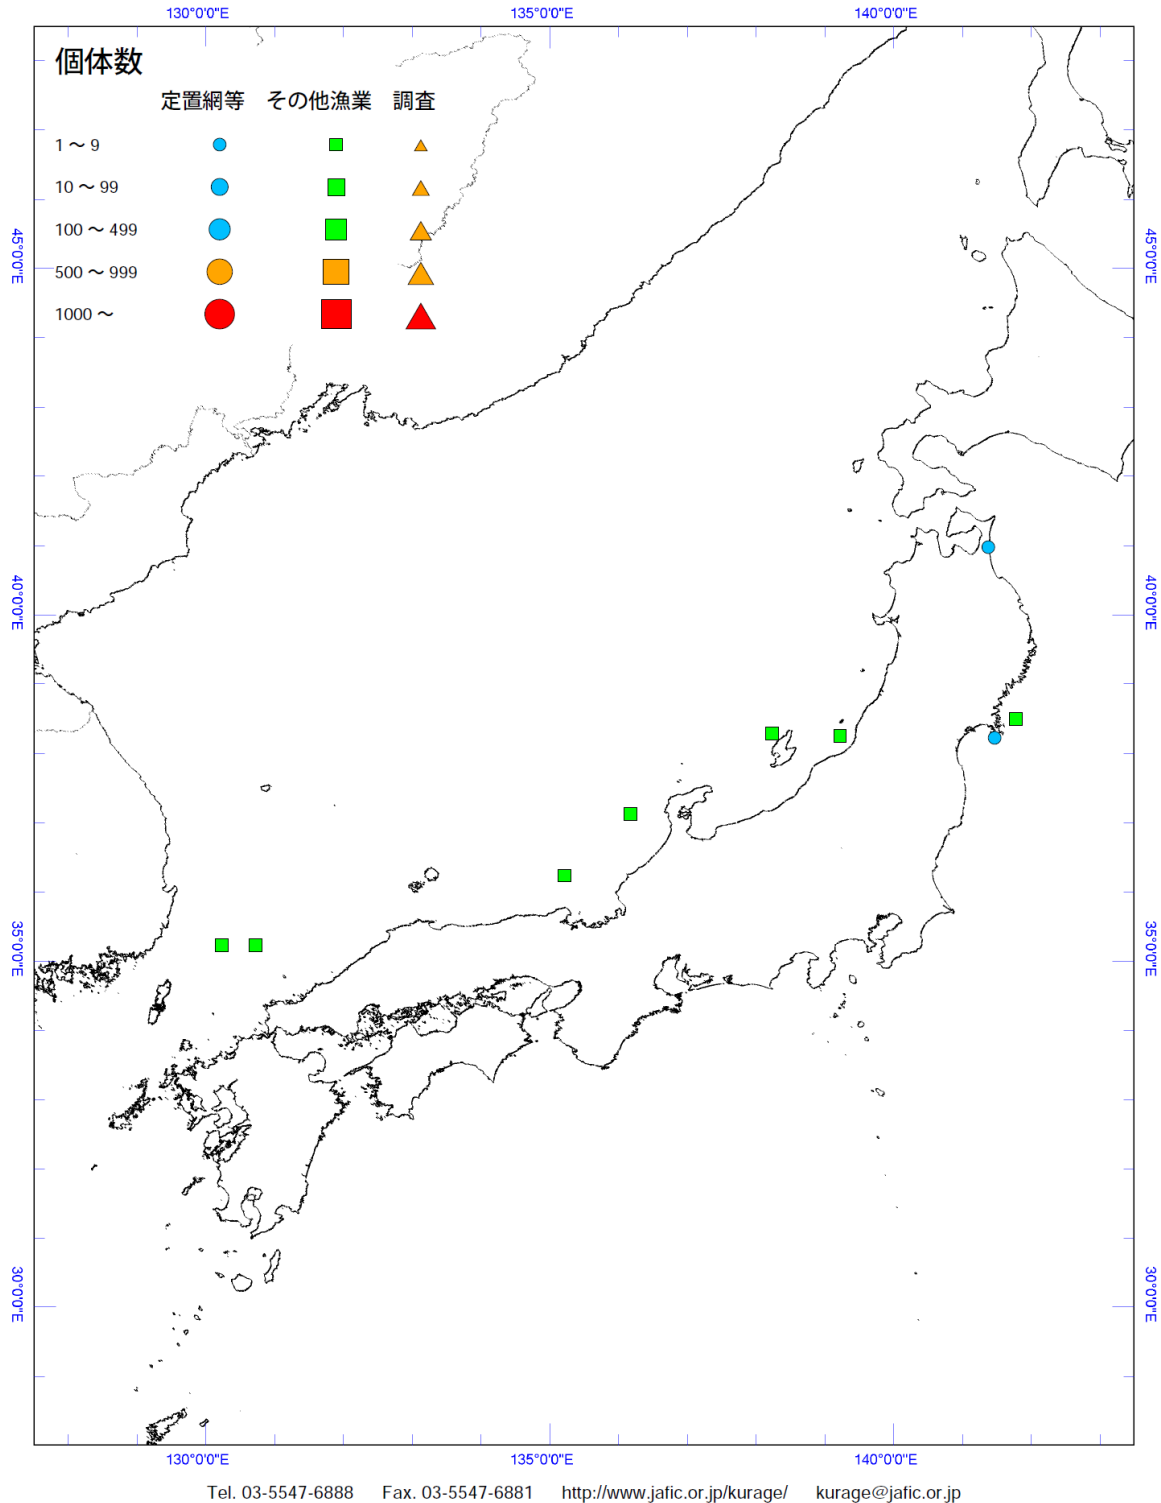 130°0'0"E 135°0'0"E 140°0'0"E
個体数
定置網等 その他漁業 調査
1 ～ 9
10 ～ 99
100 ～ 499
500 ～ 999
1000 ～
45°0'0"E 45°0'0"E
40°0'0"E 40°0'0"E
35°0'0"E 35°0'0"E
30°0'0"E 30°0'0"E
130°0'0"E 135°0'0"E 140°0'0"E
Tel. 03-5547-6888 Fax. 03-5547-6881 http://www.jafic.or.jp/kurage/ kurage@jafic.or.jp